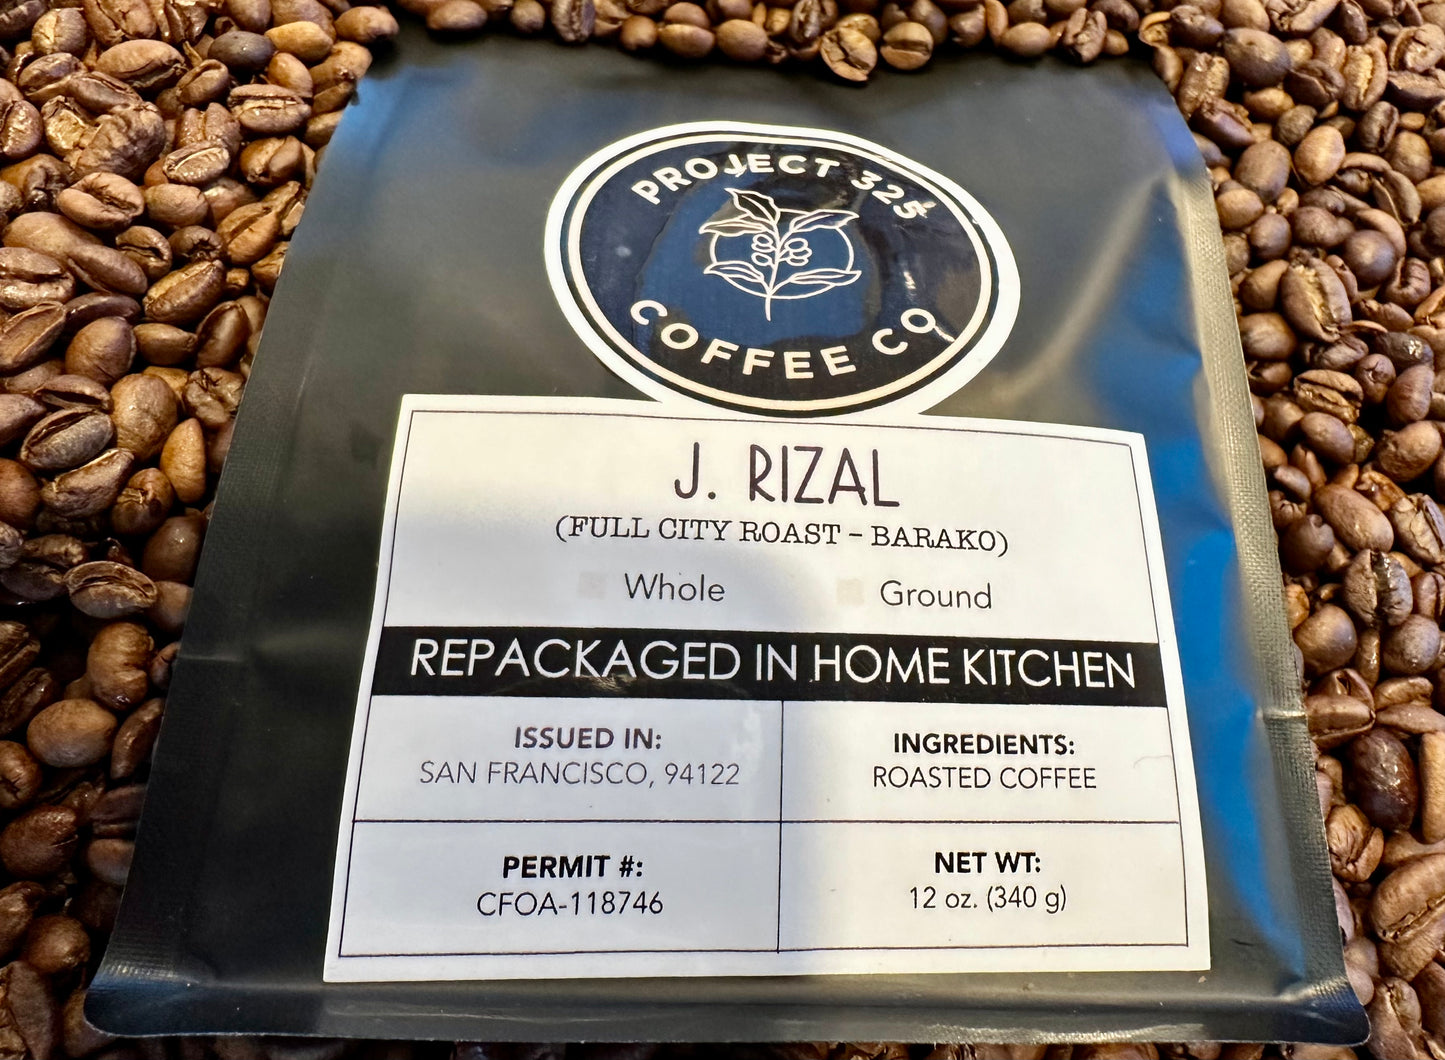 PROJECT 325
COFFEE CO
J. RIZAL
(FULL CITY ROAST - BARAKO)
Whole Ground
REPACKAGED IN HOME KITCHEN
ISSUED IN:
SAN FRANCISCO, 94122
INGREDIENTS:
ROASTED COFFEE
PERMIT #:
CFOA-118746
NET WT:
12 oz. (340 g)